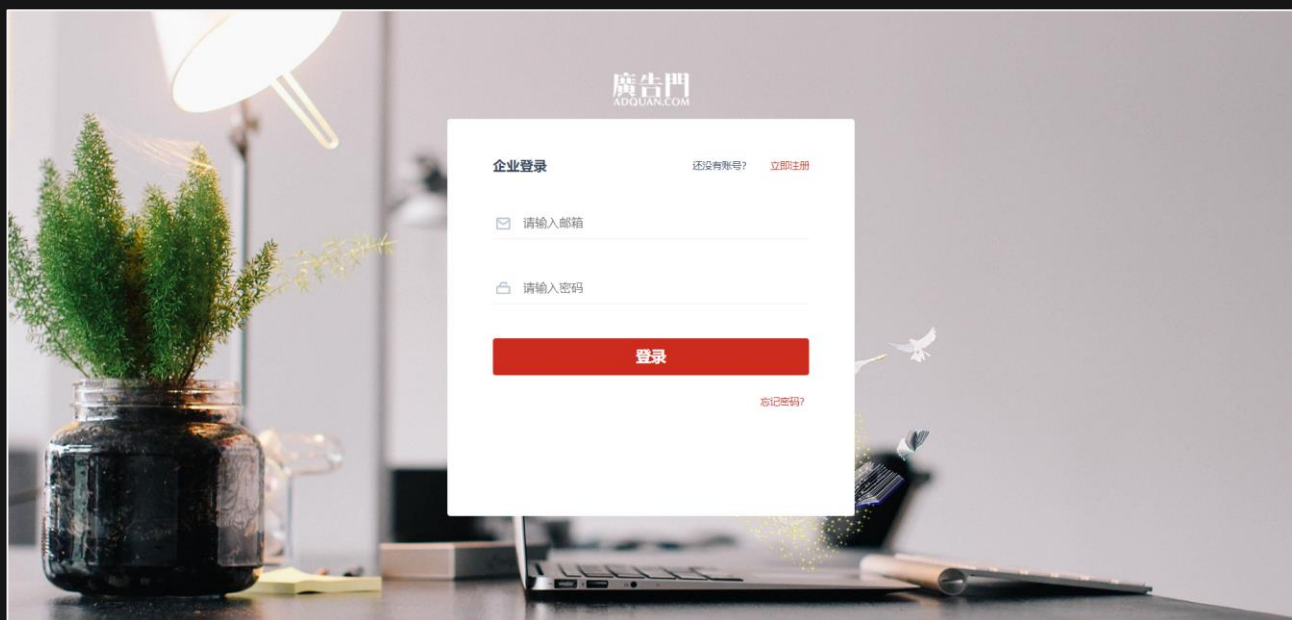 廣告門
ADQUAN.COM
企业登录 还没有账号? 立即注册
请输入邮箱
请输入密码
登录
忘记密码?